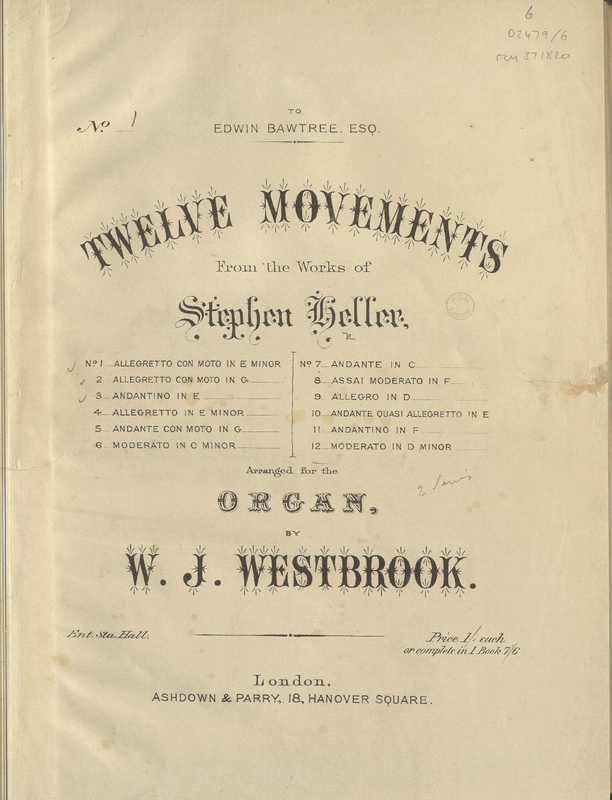 6
D2479/6
rcm 371820
TO
No. 1
EDWIN BAWTREE, ESQ.
TWELVE MOVEMENTS
From the Works of
Stephen Heller,
No 1 ALLEGRETTO CON MOTO IN E MINOR
2 ALLEGRETTO CON MOTO IN G
3 ANDANTINO IN E
4 ALLEGRETTO IN E MINOR
5 ANDANTE CON MOTO IN G
6 MODERATO IN C MINOR
No 7 ANDANTE IN C
8 ASSAI MODERATO IN F
9 ALLEGRO IN D
10 ANDANTE QUASI ALLEGRETTO IN E
11 ANDANTINO IN F
12 MODERATO IN D MINOR
Arranged for the
ORGAN,
BY
W. J. WESTBROOK.
Ent. Sta. Hall.
Price 1/. each
or complete in 1 Book 7/6
London,
ASHDOWN & PARRY, 18, HANOVER SQUARE.